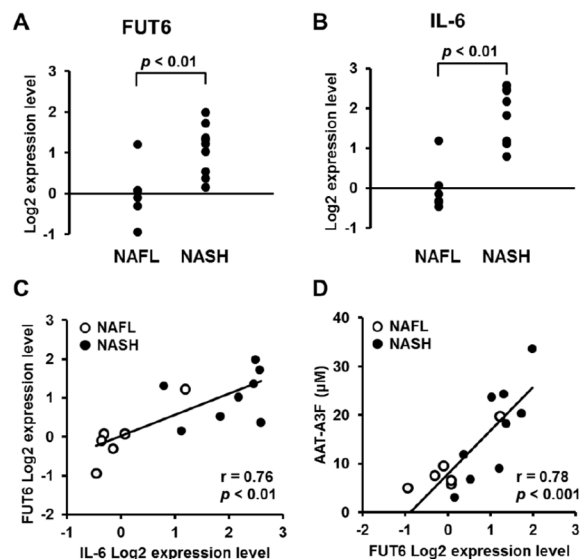 A
FUT6
p < 0.01
Log2 expression level
3
2
1
0
-1
NAFL NASH
B
IL-6
p < 0.01
Log2 expression level
3
2
1
0
-1
NAFL NASH
C
NAFL
NASH
FUT6 Log2 expression level
3
2
1
0
-1
-2
r = 0.76
p < 0.01
-1 0 1 2 3
IL-6 Log2 expression level
D
NAFL
NASH
AAT-A3F (μM)
40
30
20
10
0
r = 0.78
p < 0.001
-2 -1 0 1 2 3
FUT6 Log2 expression level